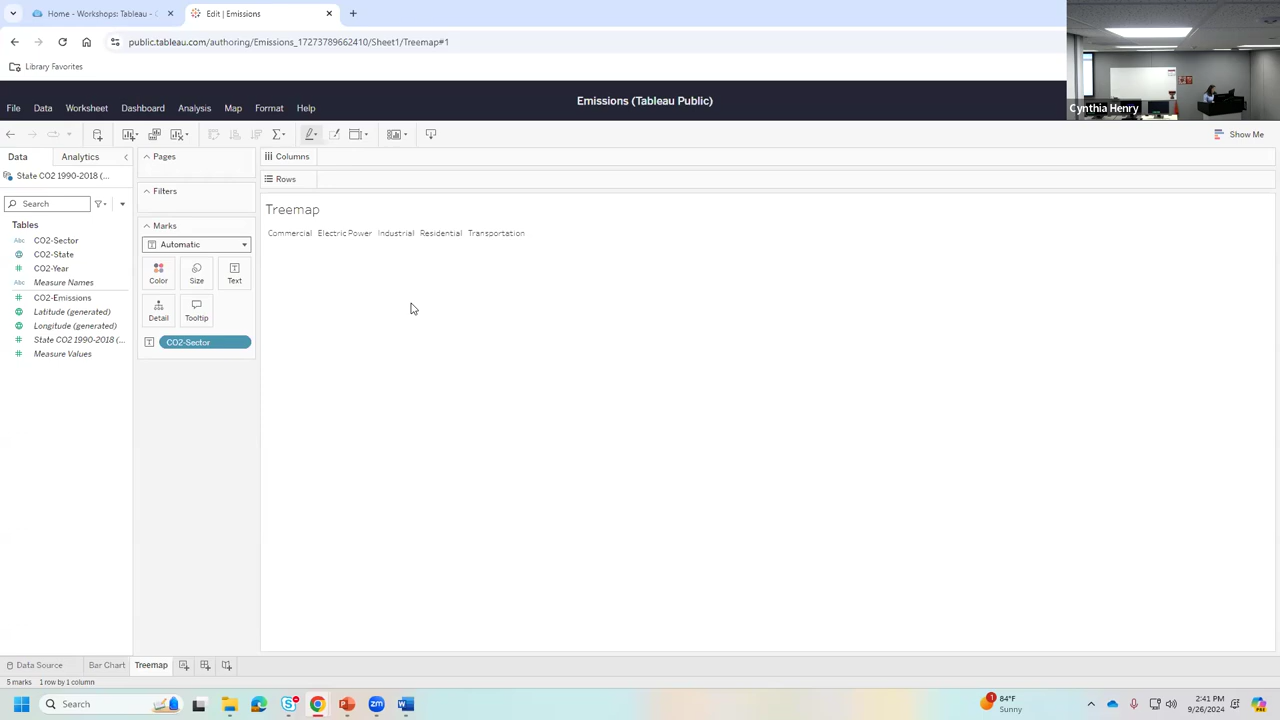 Home - Workshops: Tableau -
Edit | Emissions
public.tableau.com/authoring/Emissions_17273789662410/Sheet1/Treemap#1
Library Favorites
Cynthia Henry
Emissions (Tableau Public)
File Data Worksheet Dashboard Analysis Map Format Help
Show Me
Data Analytics
State CO2 1990-2018 (...
Search
Tables
Abc CO2-Sector
CO2-State
CO2-Year
Abc Measure Names
CO2-Emissions
Latitude (generated)
Longitude (generated)
State CO2 1990-2018 (...
Measure Values
Pages
Filters
Marks
Automatic
Color Size Text
Detail Tooltip
CO2-Sector
Columns
Rows
Treemap
Commercial Electric Power Industrial Residential Transportation
Data Source Bar Chart Treemap
5 marks 1 row by 1 column
Search
84°F
Sunny
2:41 PM
9/26/2024